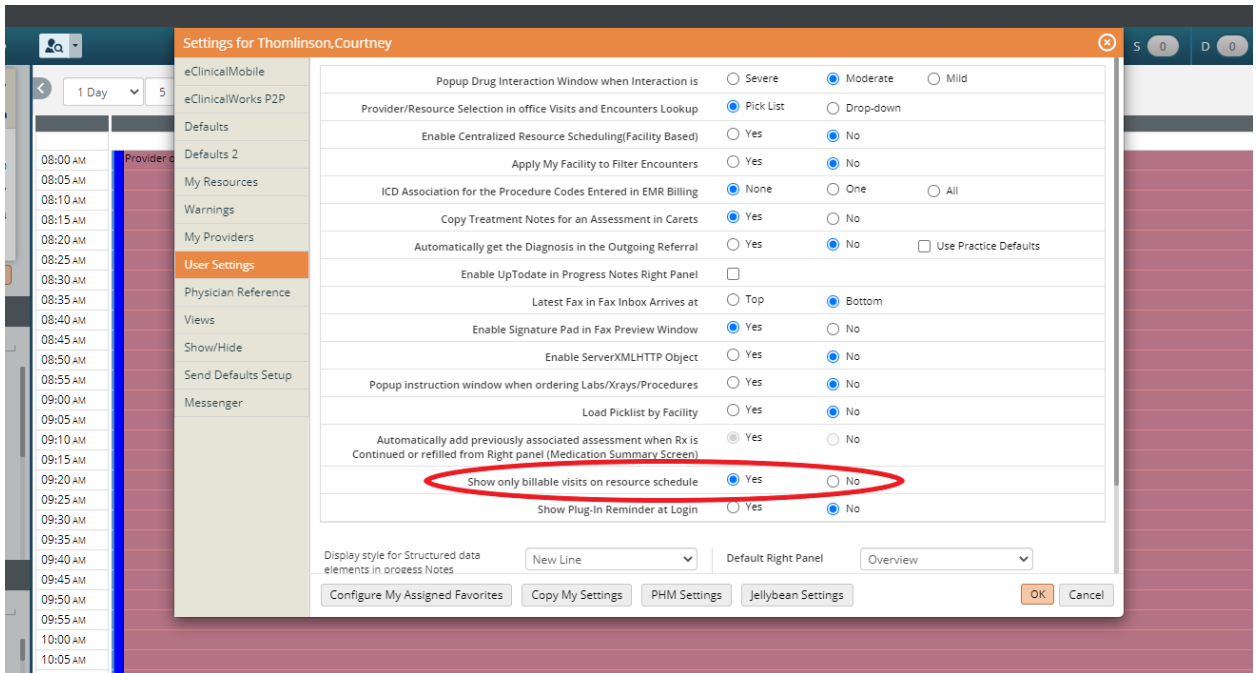 S 0 D 0
Settings for Thomlinson,Courtney
1 Day 5
eClinicalMobile
eClinicalWorks P2P
Defaults
Defaults 2
My Resources
Warnings
My Providers
User Settings
Physician Reference
Views
Show/Hide
Send Defaults Setup
Messenger
Popup Drug Interaction Window when Interaction is Severe Moderate Mild
Provider/Resource Selection in office Visits and Encounters Lookup Pick List Drop-down
Enable Centralized Resource Scheduling(Facility Based) Yes No
Apply My Facility to Filter Encounters Yes No
ICD Association for the Procedure Codes Entered in EMR Billing None One All
Copy Treatment Notes for an Assessment in Carets Yes No
Automatically get the Diagnosis in the Outgoing Referral Yes No Use Practice Defaults
Enable UpTodate in Progress Notes Right Panel
Latest Fax in Fax Inbox Arrives at Top Bottom
Enable Signature Pad in Fax Preview Window Yes No
Enable ServerXMLHTTP Object Yes No
Popup instruction window when ordering Labs/Xrays/Procedures Yes No
Load Picklist by Facility Yes No
Automatically add previously associated assessment when Rx is Yes No
Continued or refilled from Right panel (Medication Summary Screen)
Show only billable visits on resource schedule Yes No
Show Plug-In Reminder at Login Yes No
Display style for Structured data
elements in progess Notes
New Line
Default Right Panel Overview
Configure My Assigned Favorites Copy My Settings PHM Settings Jellybean Settings OK Cancel
08:00 AM Provider
08:05 AM
08:10 AM
08:15 AM
08:20 AM
08:25 AM
08:30 AM
08:35 AM
08:40 AM
08:45 AM
08:50 AM
08:55 AM
09:00 AM
09:05 AM
09:10 AM
09:15 AM
09:20 AM
09:25 AM
09:30 AM
09:35 AM
09:40 AM
09:45 AM
09:50 AM
09:55 AM
10:00 AM
10:05 AM